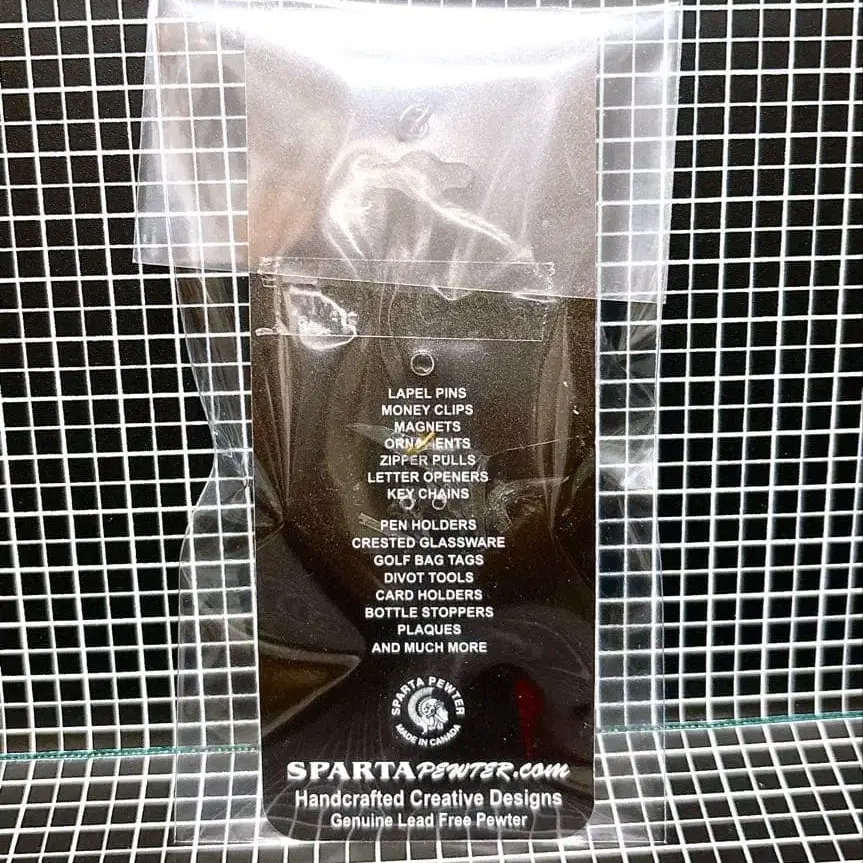 LAPEL PINS
MONEY CLIPS
MAGNETS
ORNAMENTS
ZIPPER PULLS
LETTER OPENERS
KEY CHAINS
PEN HOLDERS
CRESTED GLASSWARE
GOLF BAG TAGS
DIVOT TOOLS
CARD HOLDERS
BOTTLE STOPPERS
PLAQUES
AND MUCH MORE
SPARTA PEWTER
MADE IN CANADA
SPARTAPEWTER.com
Handcrafted Creative Designs
Genuine Lead Free Pewter